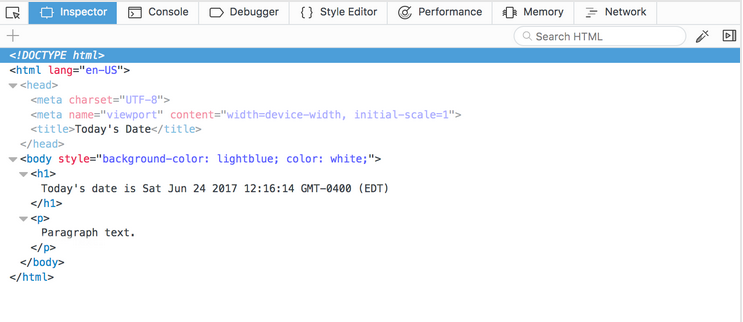 Inspector Console Debugger Style Editor Performance Memory Network
Search HTML
<!DOCTYPE html>
<html lang="en-US">
<head>
<meta charset="UTF-8">
<meta name="viewport" content="width=device-width, initial-scale=1">
<title>Today's Date</title>
</head>
<body style="background-color: lightblue; color: white;">
<h1>
Today's date is Sat Jun 24 2017 12:16:14 GMT-0400 (EDT)
</h1>
<p>
Paragraph text.
</p>
</body>
</html>